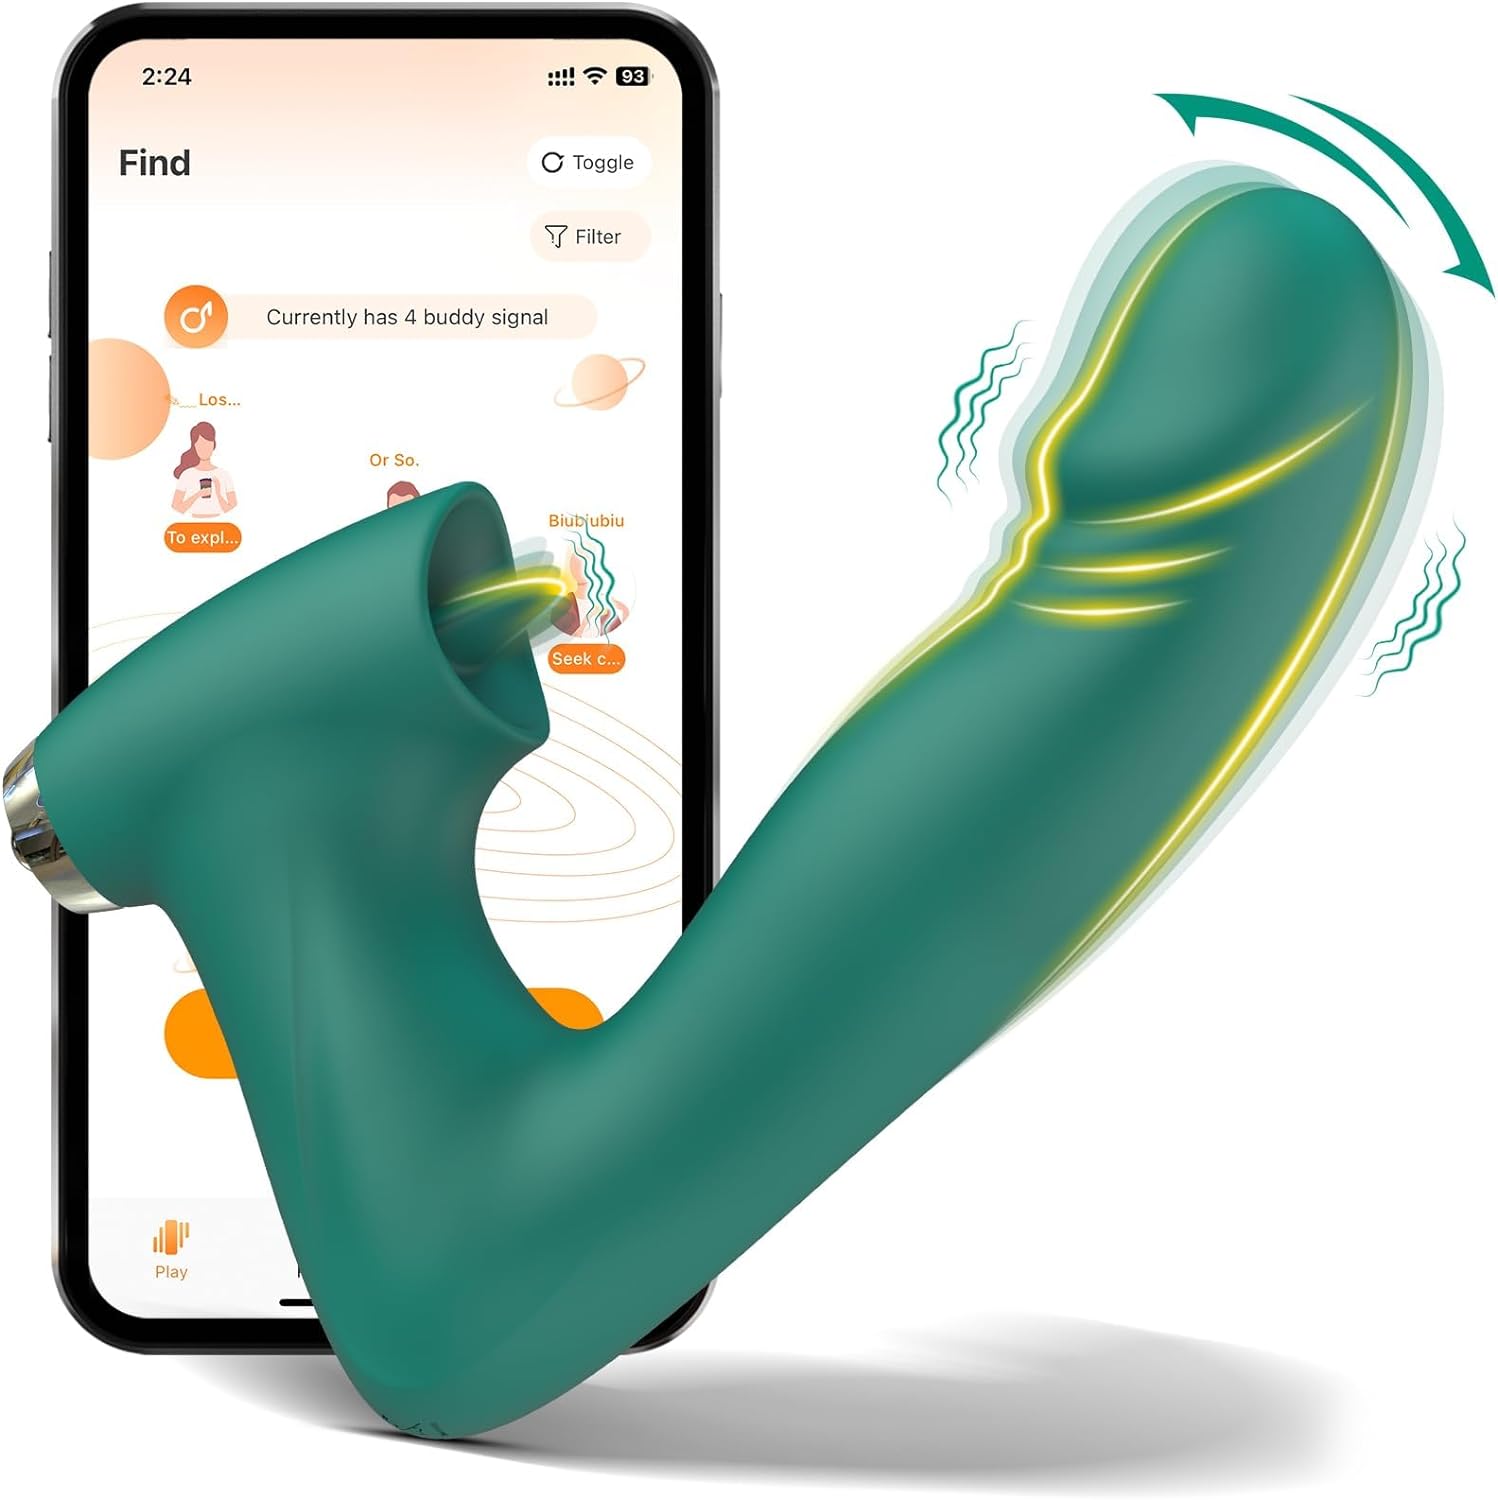 2:24
93
Find
Toggle
Filter
Currently has 4 buddy signal
Los...
Or So.
Biubiubiu
To expl...
Seek c...
Play